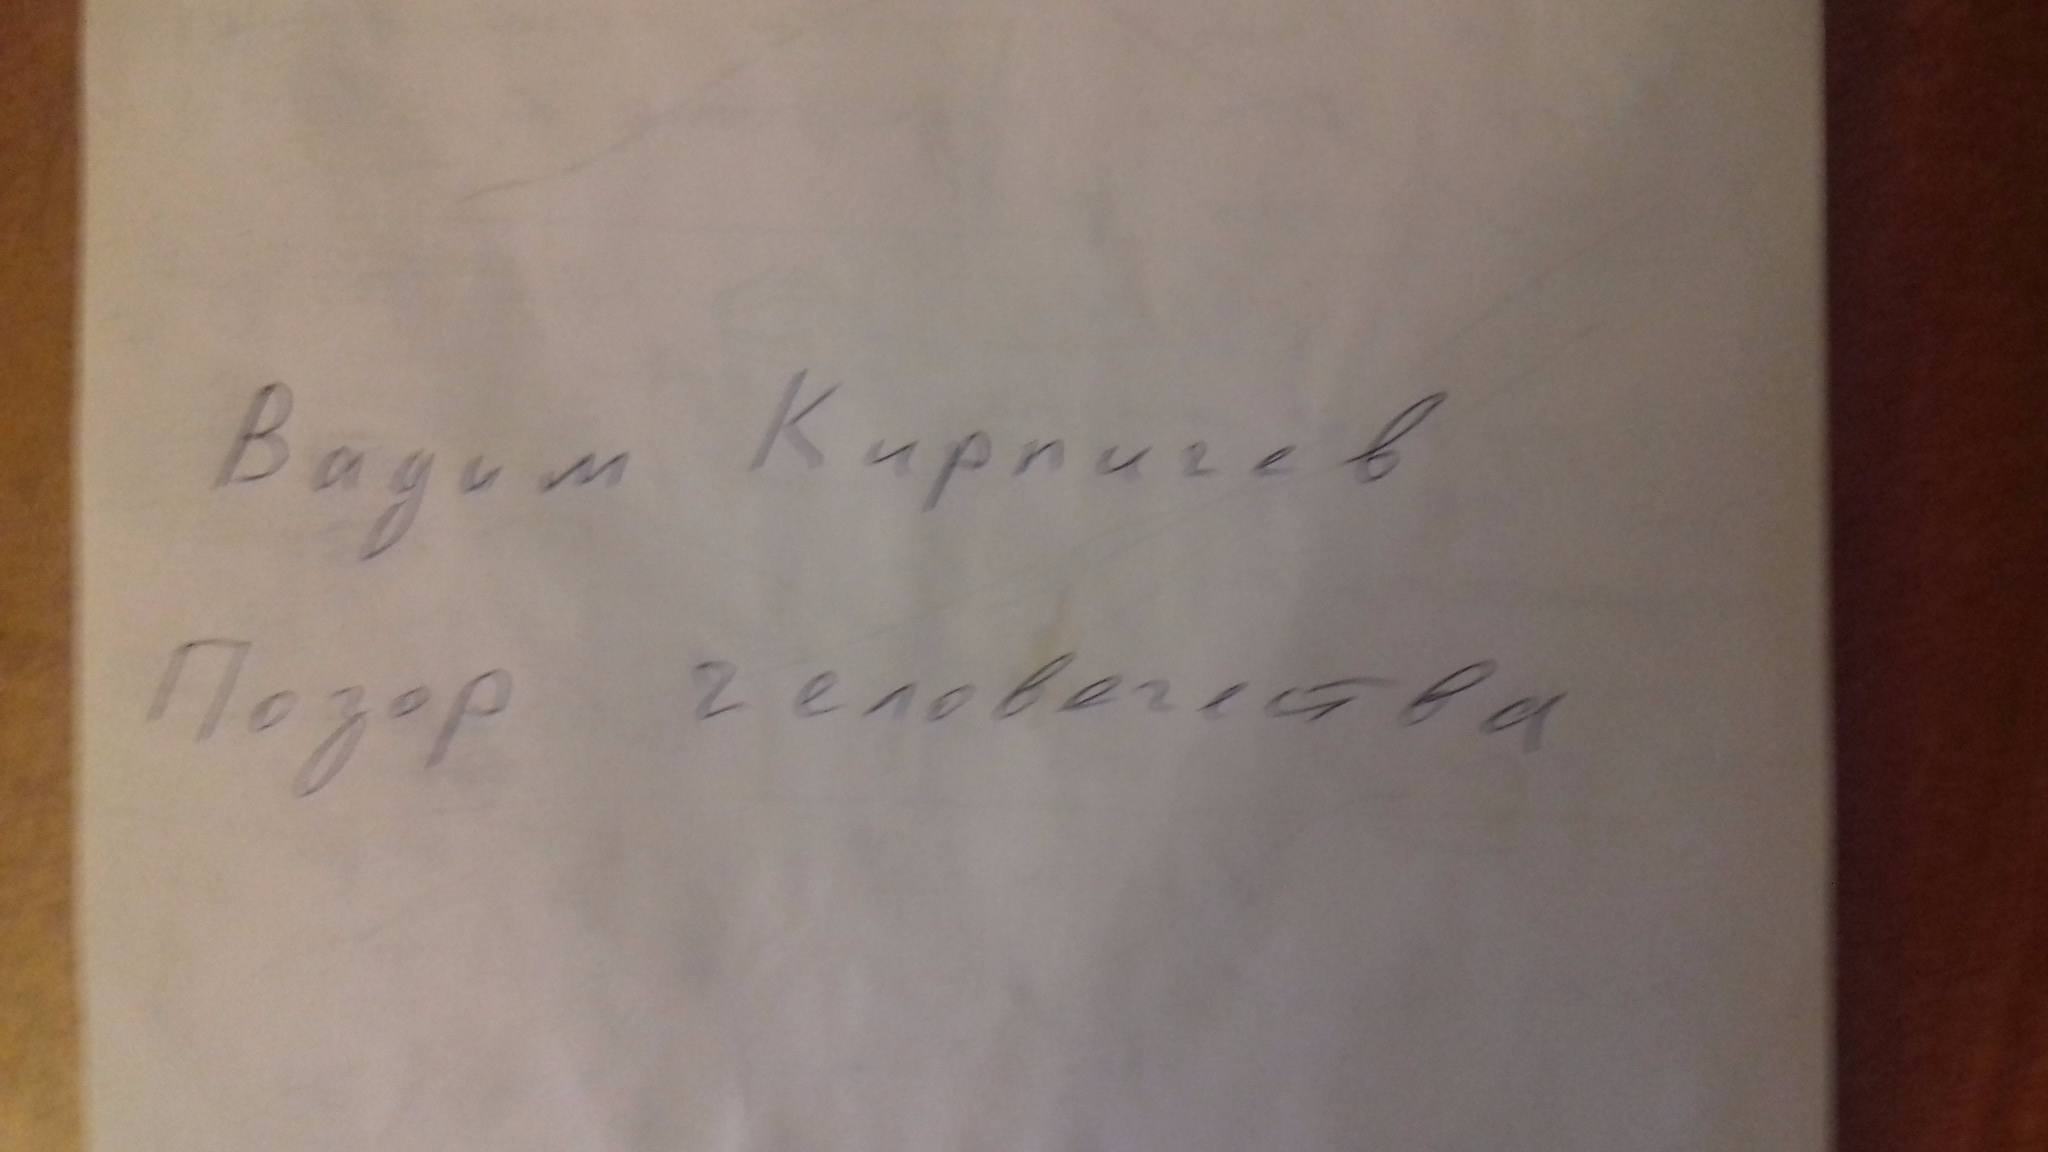 Вадим Кирпичев
Позор человечества